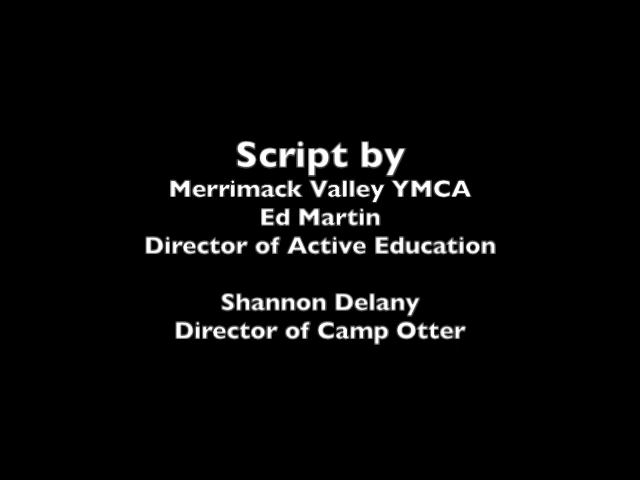 Script by
Merrimack Valley YMCA
Ed Martin
Director of Active Education
Shannon Delany
Director of Camp Otter